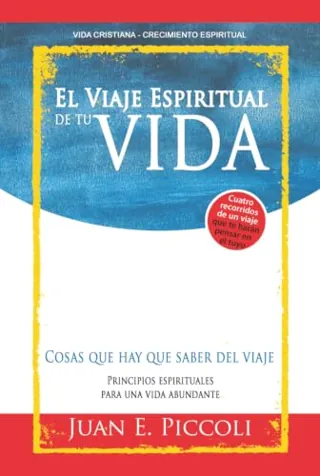 VIDA CRISTIANA - CRECIMIENTO ESPIRITUAL
EL VIAJE ESPIRITUAL
DE TU
VIDA
Cuatro
recorridos
de un viaje
que te harán
pensar en
el tuyo
COSAS QUE HAY QUE SABER DEL VIAJE
PRINCIPIOS ESPIRITUALES
PARA UNA VIDA ABUNDANTE
JUAN E. PICCOLI